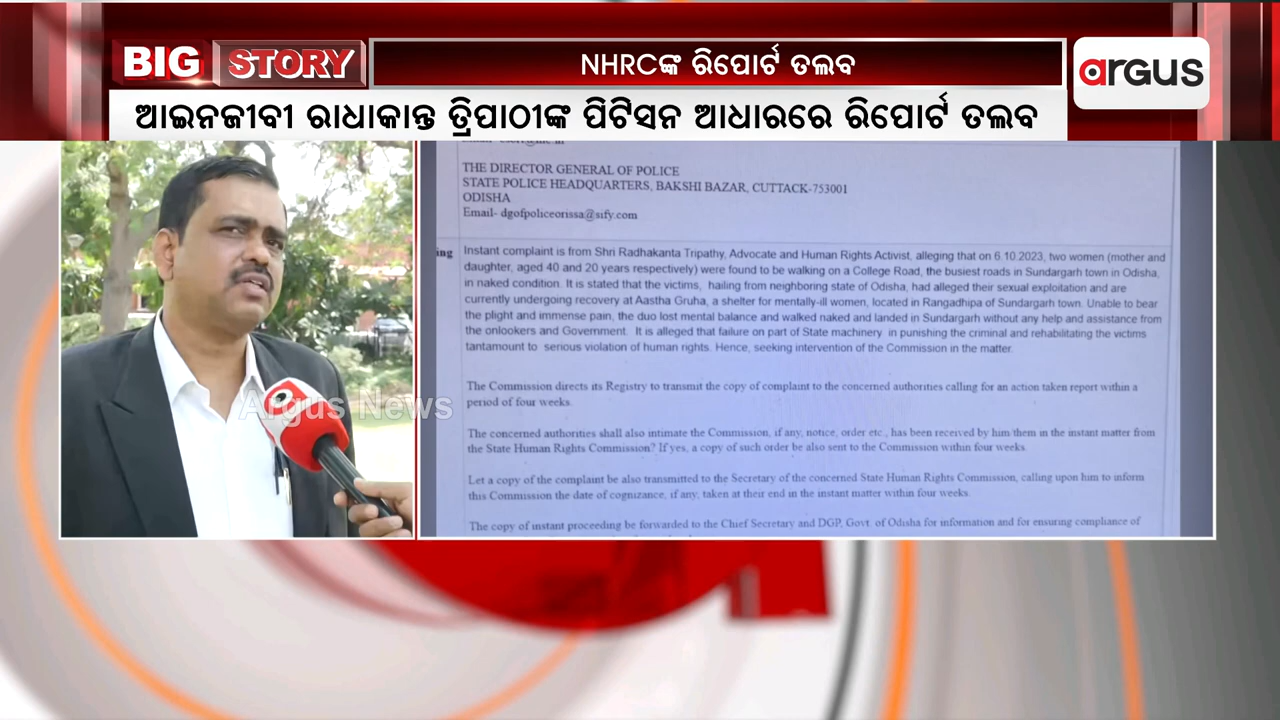 BIG STORY
NHRCଙ୍କ ରିପୋର୍ଟ ତଲବ
argus
ଆଇନଜୀବୀ ରାଧାକାନ୍ତ ତ୍ରିପାଠୀଙ୍କ ପିଟିସନ ଆଧାରରେ ରିପୋର୍ଟ ତଲବ
THE DIRECTOR GENERAL OF POLICE
STATE POLICE HEADQUARTERS, BAKSHI BAZAR, CUTTACK-753001
ODISHA
Email- dgofpoliceorissa@sify.com
ing Instant complaint is from Shri Radhakanta Tripathy, Advocate and Human Rights Activist, alleging that on 6.10.2023, two women (mother and
daughter, aged 40 and 20 years respectively) were found to be walking on a College Road, the busiest roads in Sundargarh town in Odisha,
in naked condition. It is stated that the victims, hailing from neighboring state of Odisha, had alleged their sexual exploitation and are
currently undergoing recovery at Aastha Gruha, a shelter for mentally-ill women, located in Rangadhipa of Sundargarh town. Unable to bear
the plight and immense pain, the duo lost mental balance and walked naked and landed in Sundargarh without any help and assistance from
the onlookers and Government. It is alleged that failure on part of State machinery in punishing the criminal and rehabilitating the victims
tantamount to serious violation of human rights. Hence, seeking intervention of the Commission in the matter.
The Commission directs its Registry to transmit the copy of complaint to the concerned authorities calling for an action taken report within a
period of four weeks.
The concerned authorities shall also intimate the Commission, if any, notice, order etc., has been received by him/them in the instant matter from
the State Human Rights Commission? If yes, a copy of such order be also sent to the Commission within four weeks.
Let a copy of the complaint be also transmitted to the Secretary of the concerned State Human Rights Commission, calling upon him to inform
this Commission the date of cognizance, if any, taken at their end in the instant matter within four weeks.
The copy of instant proceeding be forwarded to the Chief Secretary and DGP, Govt. of Odisha for information and for ensuring compliance of
Argus News